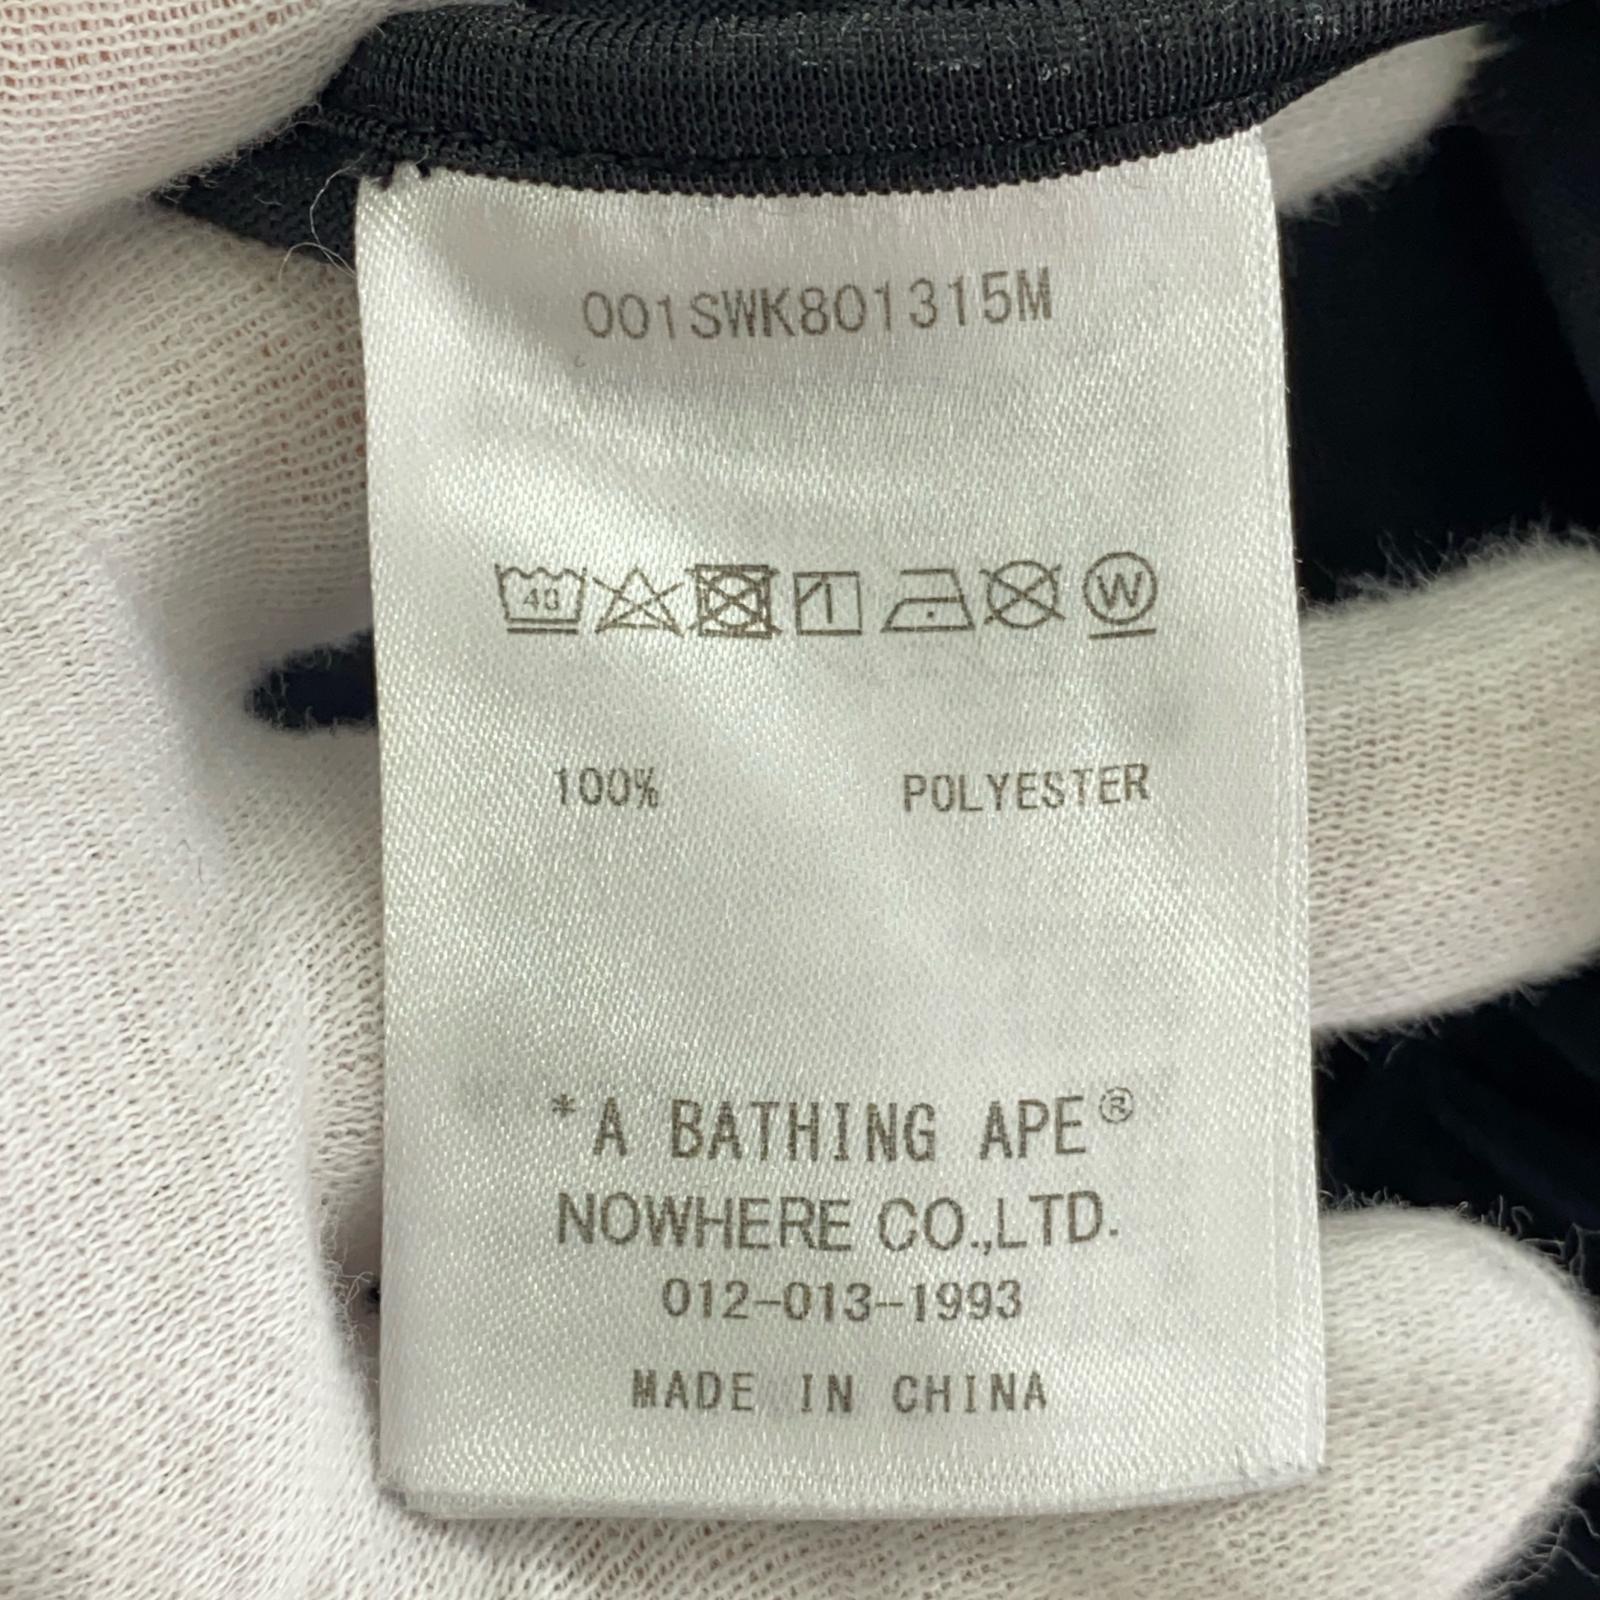 001SWK801315M
40 W
100% POLYESTER
*A BATHING APE®
NOWHERE CO.,LTD.
012-013-1993
MADE IN CHINA